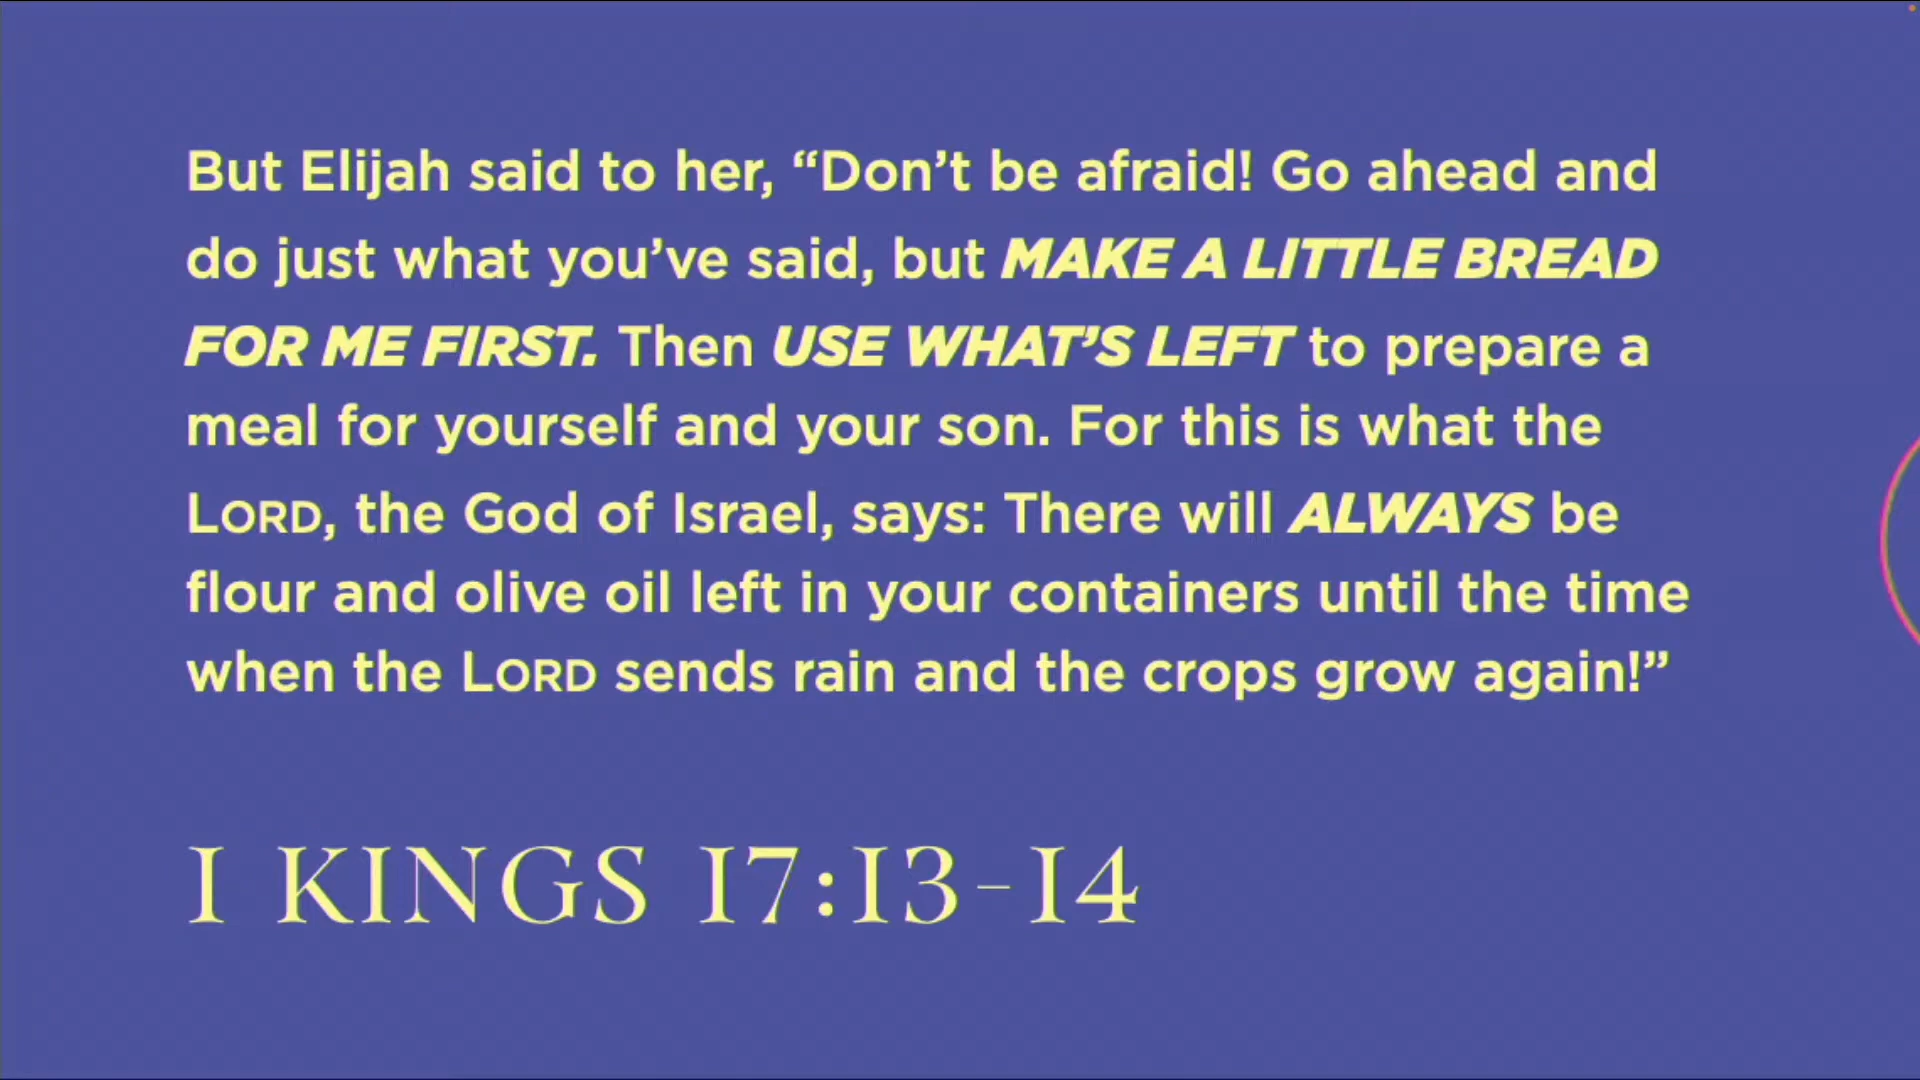 But Elijah said to her, “Don’t be afraid! Go ahead and
do just what you’ve said, but MAKE A LITTLE BREAD
FOR ME FIRST. Then USE WHAT’S LEFT to prepare a
meal for yourself and your son. For this is what the
LORD, the God of Israel, says: There will ALWAYS be
flour and olive oil left in your containers until the time
when the LORD sends rain and the crops grow again!”
I KINGS 17:13-14